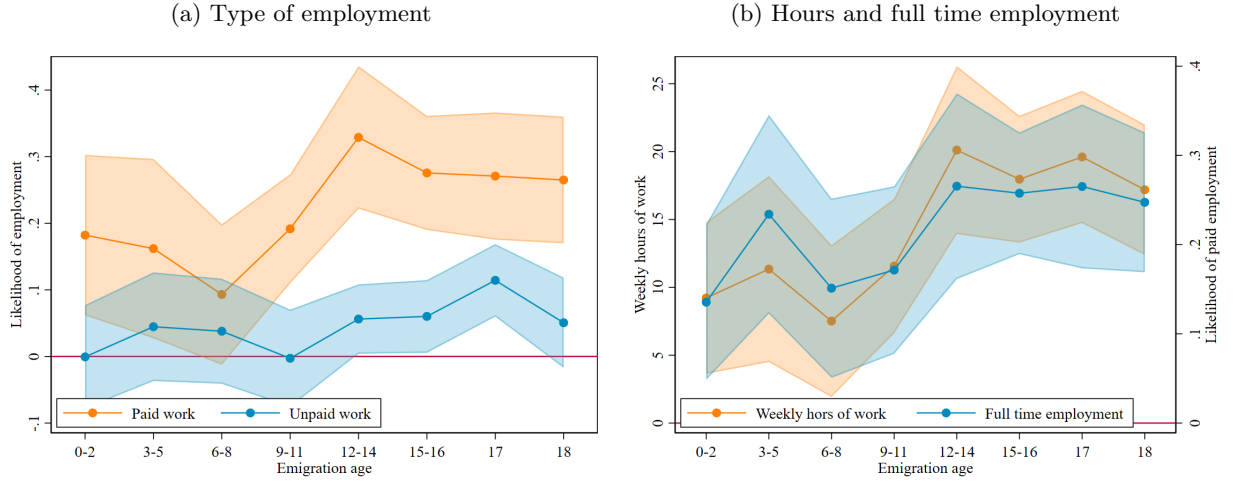 (a) Type of employment
Likelihood of employment
.4
.3
.2
.1
0
-.1
Paid work
Unpaid work
0-2 3-5 6-8 9-11 12-14 15-16 17 18
Emigration age
(b) Hours and full time employment
Weekly hours of work
25
20
15
10
5
0
Likelihood of paid employment
.4
.3
.2
.1
0
Weekly hors of work
Full time employment
0-2 3-5 6-8 9-11 12-14 15-16 17 18
Emigration age